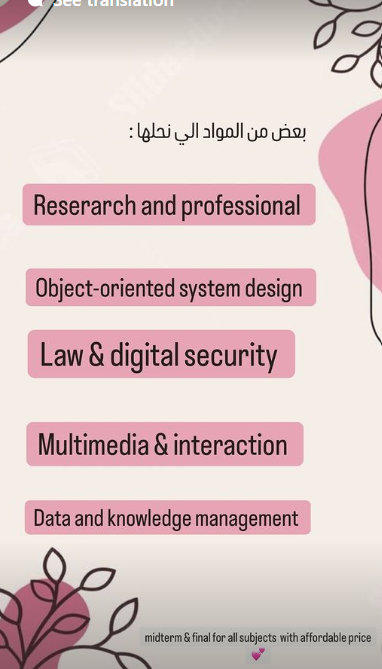 See translation
بعض من المواد الي نحلها :
Reserarch and professional
Object-oriented system design
Law & digital security
Multimedia & interaction
Data and knowledge management
midterm & final for all subjects with affordable price
💕